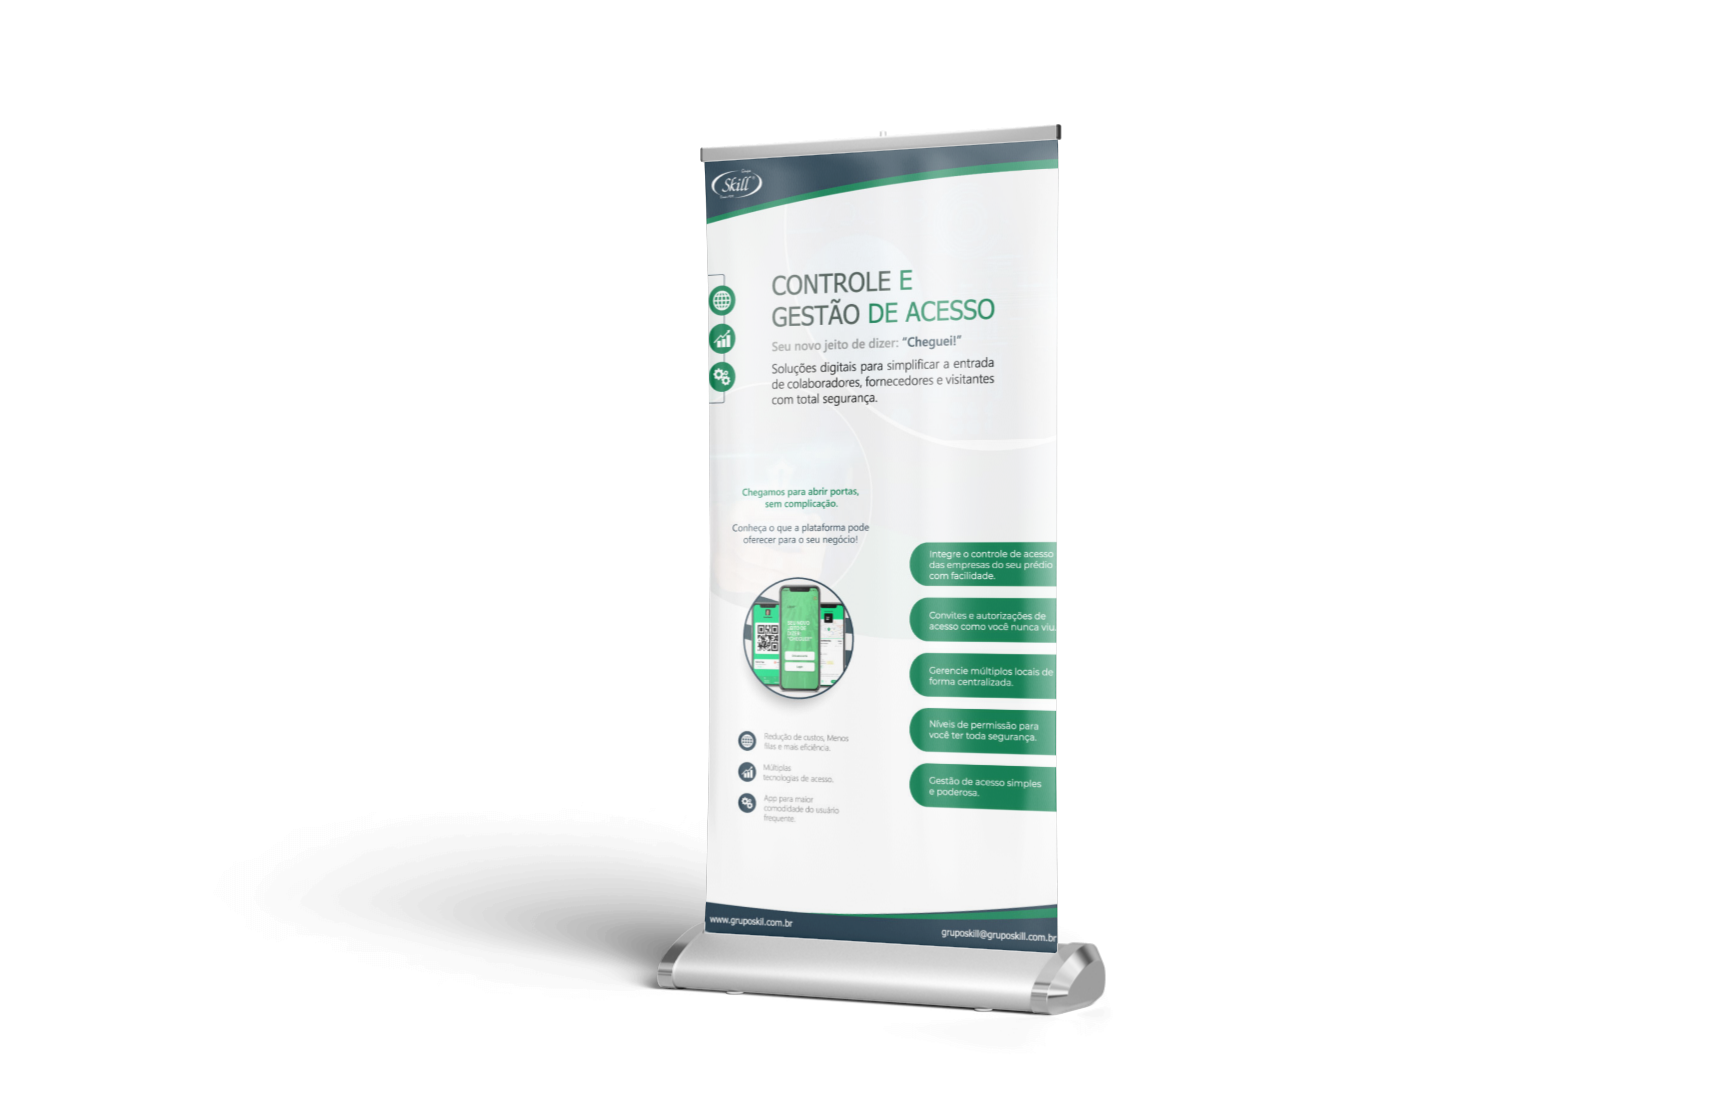 Skill
CONTROLE E
GESTÃO DE ACESSO
Seu novo jeito de dizer: “Cheguei!”
Soluções digitais para simplificar a entrada
de colaboradores, fornecedores e visitantes
com total segurança.
Chegamos para abrir portas,
sem complicação.
Conheça o que a plataforma pode
oferecer para o seu negócio!
Integre o controle de acesso
das empresas do seu prédio
com facilidade.
Convites e autorizações de
acesso como você nunca viu.
Gerencie múltiplos locais de
forma centralizada.
Níveis de permissão para
você ter toda segurança.
Gestão de acesso simples
e poderosa.
Redução de custos, Menos
filas e mais eficiência.
Múltiplas
tecnologias de acesso.
App para maior
comodidade do usuário
frequente.
www.gruposkil.com.br
gruposkill@gruposkill.com.br